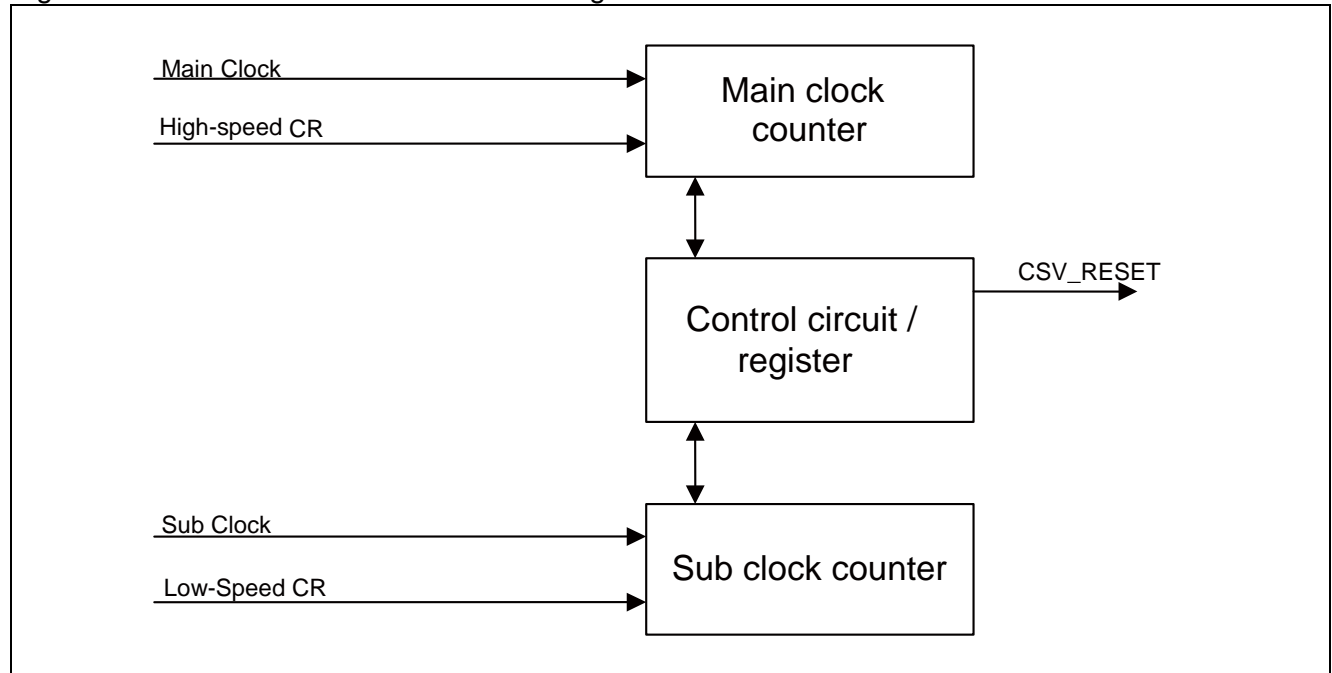 Main Clock
High-speed CR
Main clock
counter
CSV_RESET
Control circuit /
register
Sub Clock
Low-Speed CR
Sub clock counter